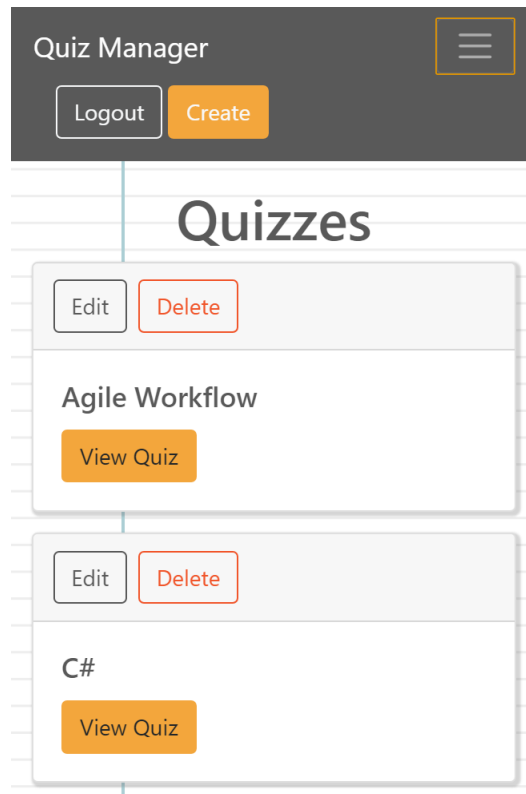 Quiz Manager
Logout Create
Quizzes
Edit Delete
Agile Workflow
View Quiz
Edit Delete
C#
View Quiz